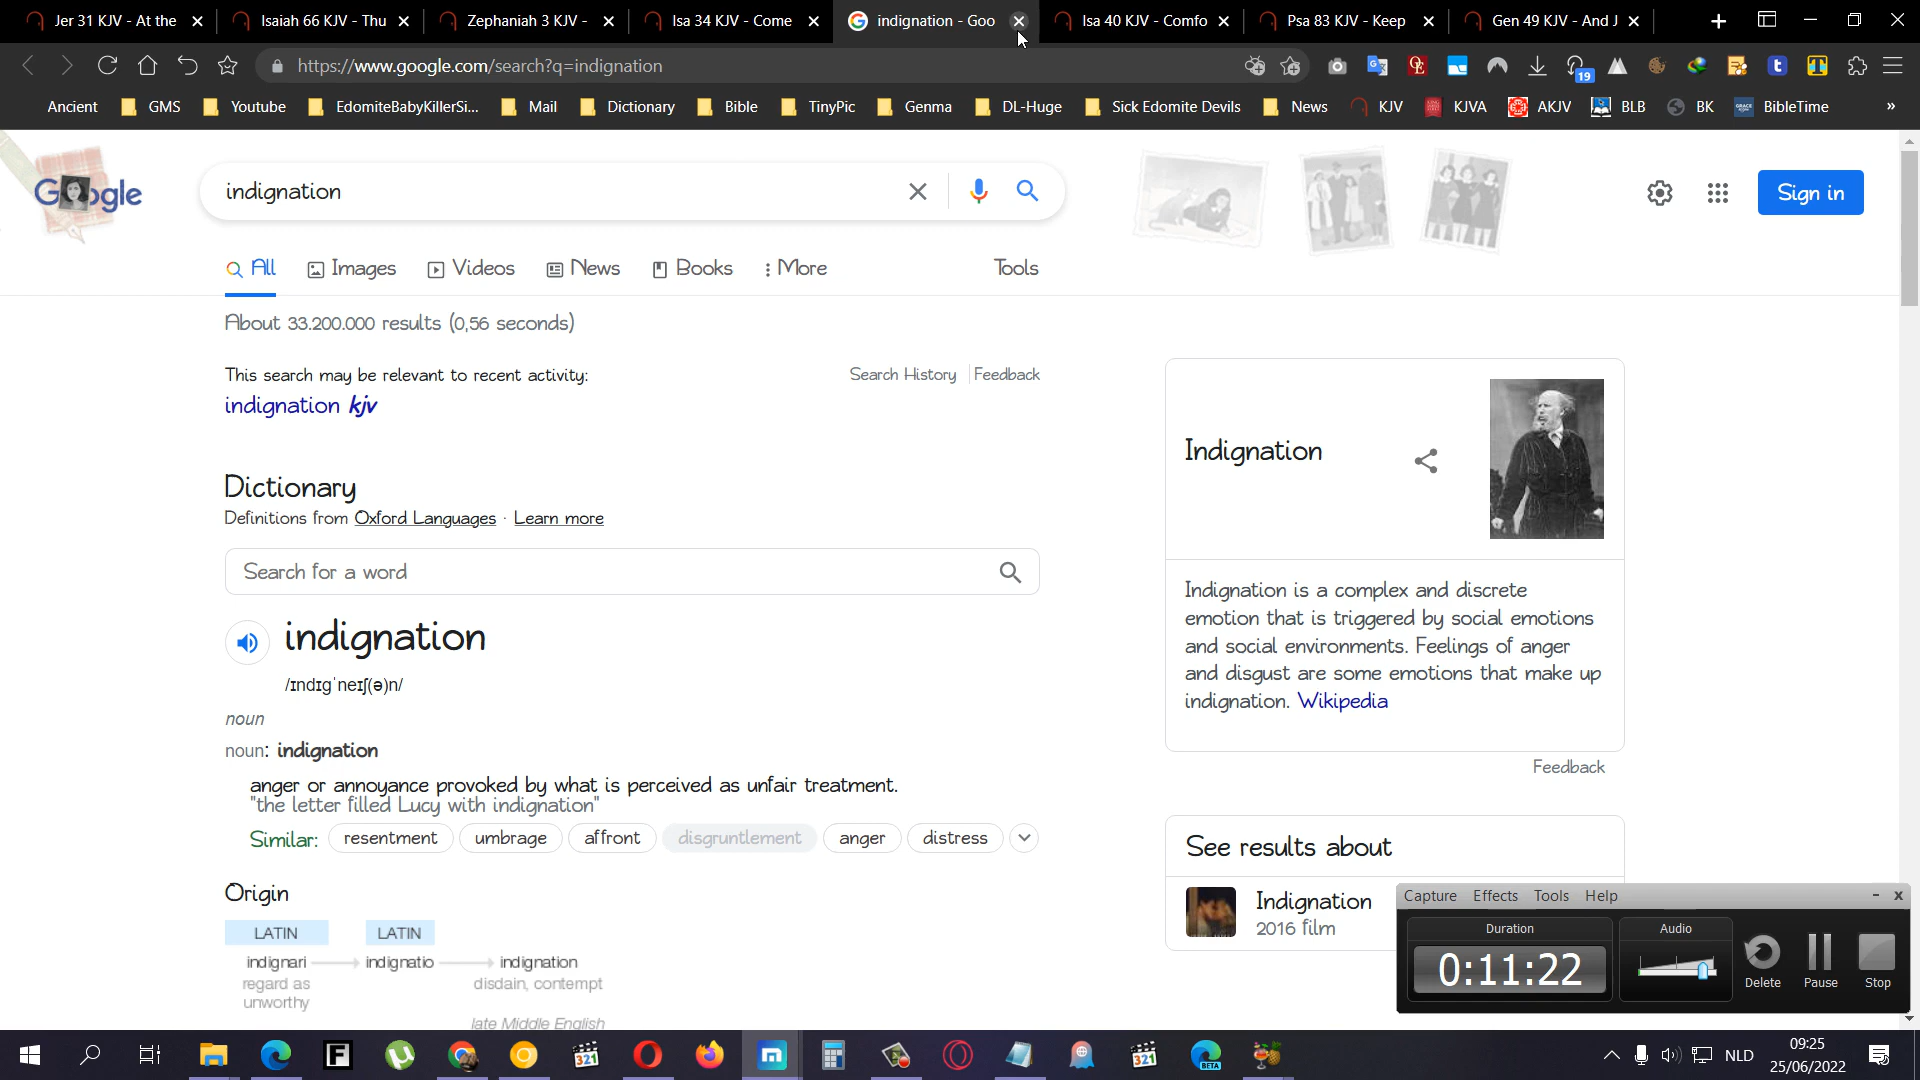 Jer 31 KJV - At the
Isaiah 66 KJV - Thu
Zephaniah 3 KJV -
Isa 34 KJV - Come
indignation - Goo
Isa 40 KJV - Comfo
Psa 83 KJV - Keep
Gen 49 KJV - And J
https://www.google.com/search?q=indignation
19
Ancient
GMS
Youtube
EdomiteBabyKillerSi...
Mail
Dictionary
Bible
TinyPic
Genma
DL-Huge
Sick Edomite Devils
News
KJV
KJVA
AKJV
BLB
BK
BibleTime
»
Google
indignation
Sign in
All
Images
Videos
News
Books
More
Tools
About 33.200.000 results (0,56 seconds)
This search may be relevant to recent activity:
Search History
Feedback
indignation kjv
Dictionary
Definitions from Oxford Languages · Learn more
Search for a word
indignation
/ɪndɪɡˈneɪʃ(ə)n/
noun
noun: indignation
anger or annoyance provoked by what is perceived as unfair treatment.
"the letter filled Lucy with indignation"
Similar:
resentment
umbrage
affront
disgruntlement
anger
distress
Origin
LATIN
LATIN
indignari
indignatio
indignation
regard as
unworthy
disdain, contempt
late Middle English
Indignation
Indignation is a complex and discrete
emotion that is triggered by social emotions
and social environments. Feelings of anger
and disgust are some emotions that make up
indignation. Wikipedia
Feedback
See results about
Indignation
2016 film
Capture
Effects
Tools
Help
Duration
0:11:22
Audio
Delete
Pause
Stop
321
321
BETA
NLD
09:25
25/06/2022